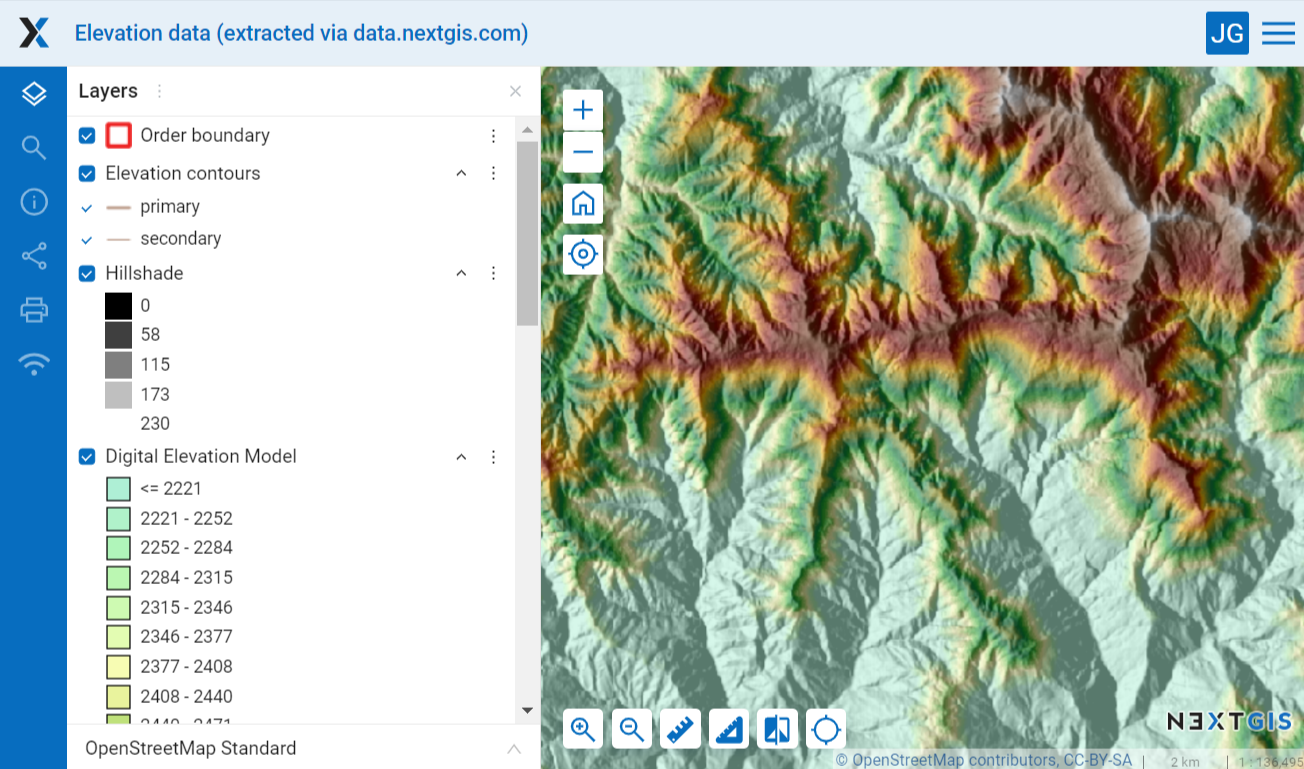 Elevation data (extracted via data.nextgis.com)
JG
Layers
Order boundary
Elevation contours
primary
secondary
Hillshade
0
58
115
173
230
Digital Elevation Model
<= 2221
2221 - 2252
2252 - 2284
2284 - 2315
2315 - 2346
2346 - 2377
2377 - 2408
2408 - 2440
2440 - 2471
OpenStreetMap Standard
NEXTGIS
© OpenStreetMap contributors, CC-BY-SA | 2 km | 1 : 136,495